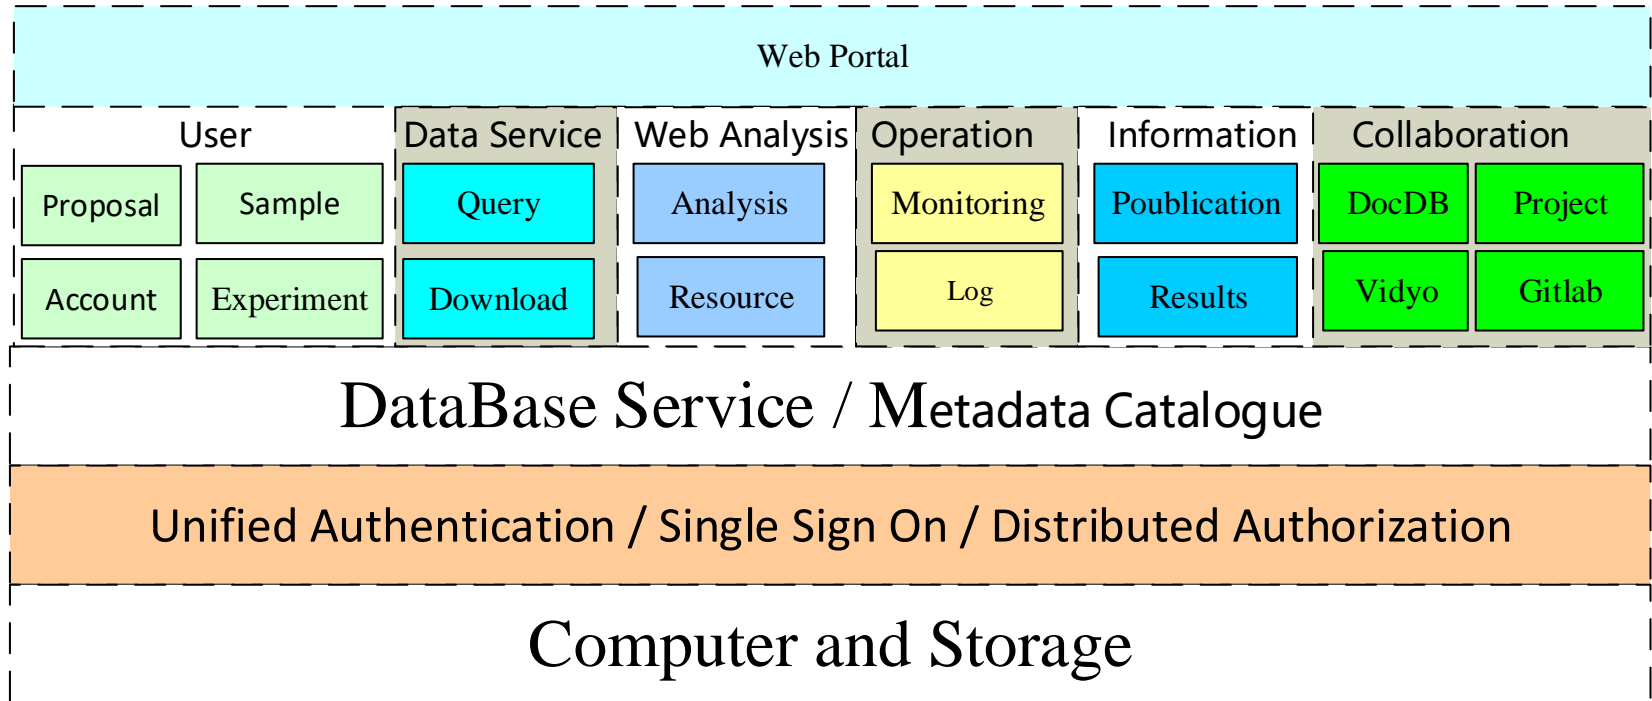 Web Portal
User
Data Service
Web Analysis
Operation
Information
Collaboration
Proposal
Sample
Query
Analysis
Monitoring
Poublication
DocDB
Project
Account
Experiment
Download
Resource
Log
Results
Vidyo
Gitlab
DataBase Service / Metadata Catalogue
Unified Authentication / Single Sign On / Distributed Authorization
Computer and Storage